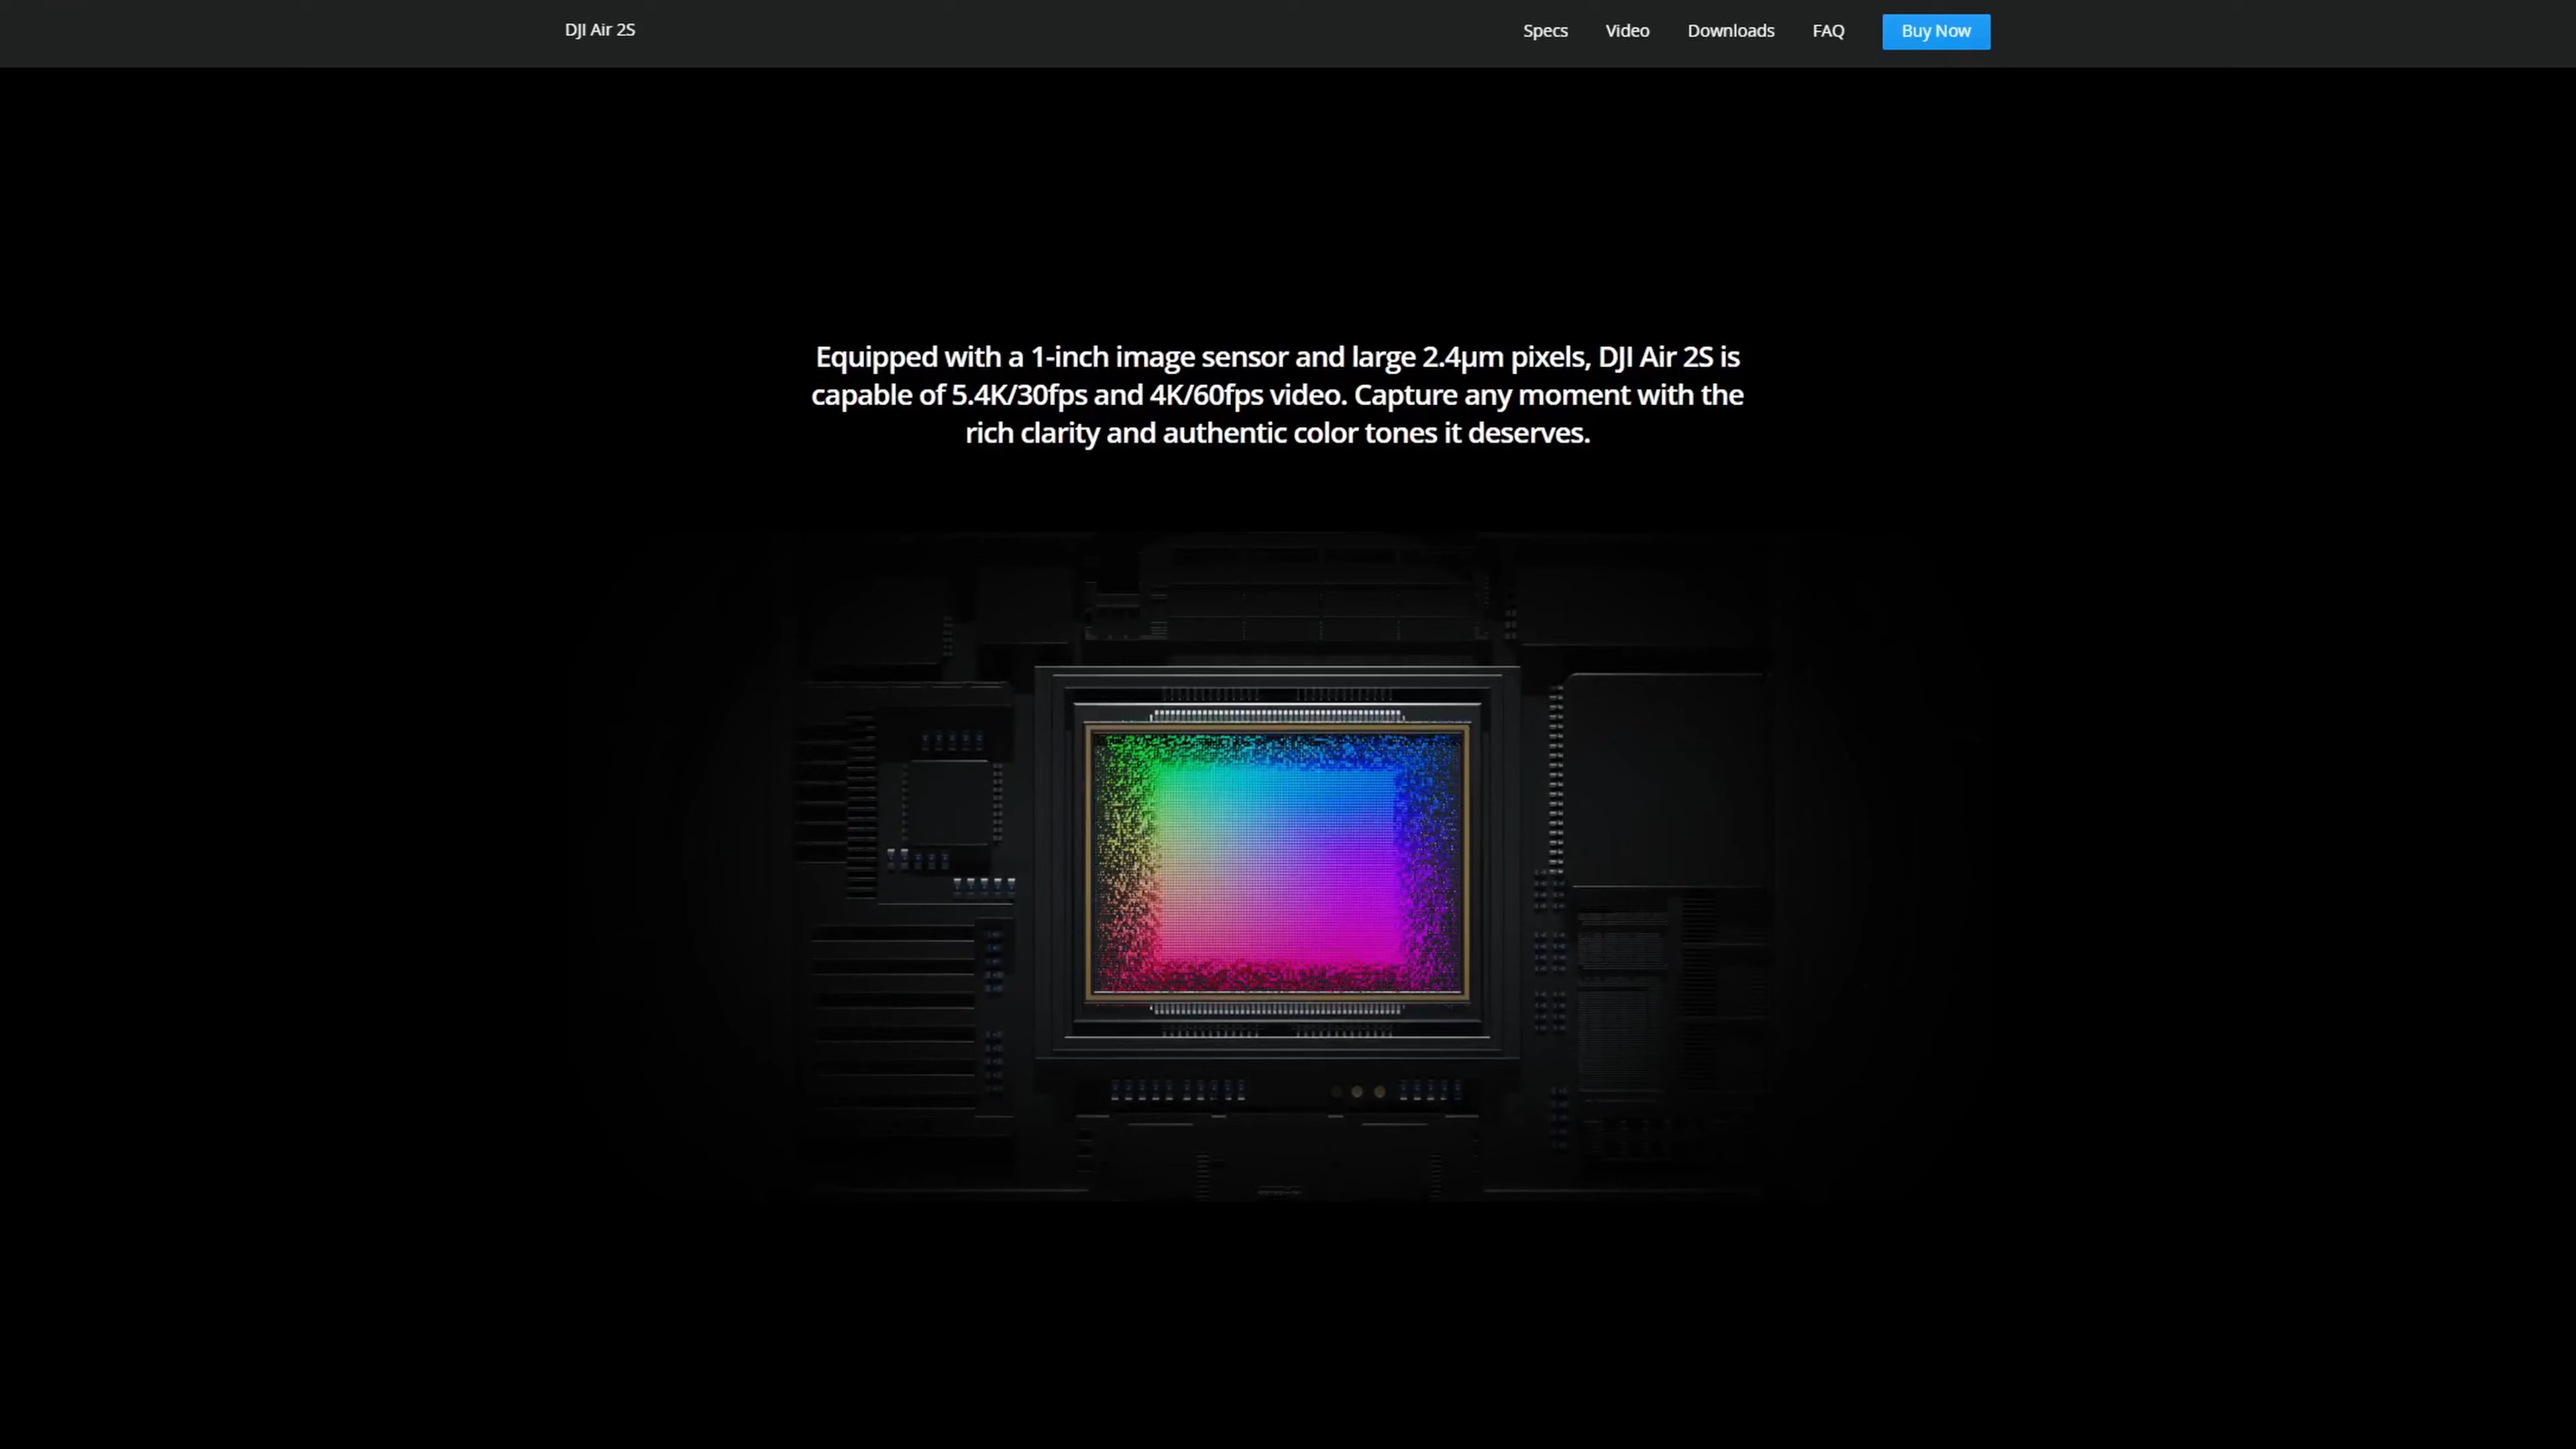 DJI Air 2S
Specs Video Downloads FAQ Buy Now
Equipped with a 1-inch image sensor and large 2.4μm pixels, DJI Air 2S is
capable of 5.4K/30fps and 4K/60fps video. Capture any moment with the
rich clarity and authentic color tones it deserves.